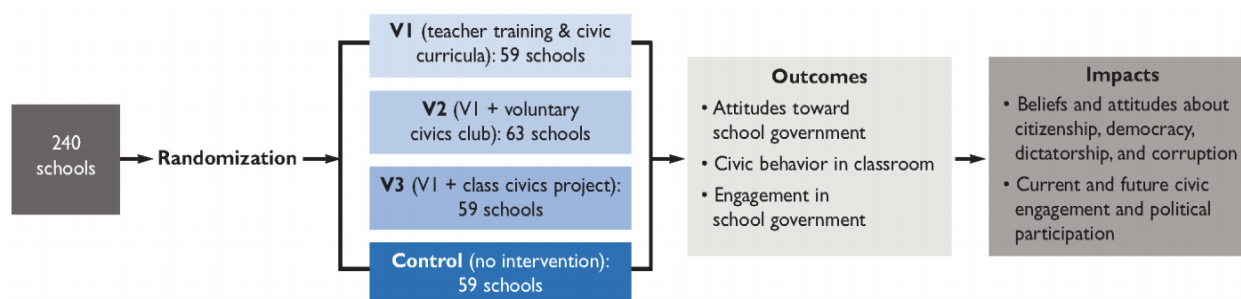 240
schools
Randomization
V1 (teacher training & civic
curricula): 59 schools
V2 (V1 + voluntary
civics club): 63 schools
V3 (V1 + class civics project):
59 schools
Control (no intervention):
59 schools
Outcomes
• Attitudes toward
school government
• Civic behavior in classroom
• Engagement in
school government
Impacts
• Beliefs and attitudes about
citizenship, democracy,
dictatorship, and corruption
• Current and future civic
engagement and political
participation